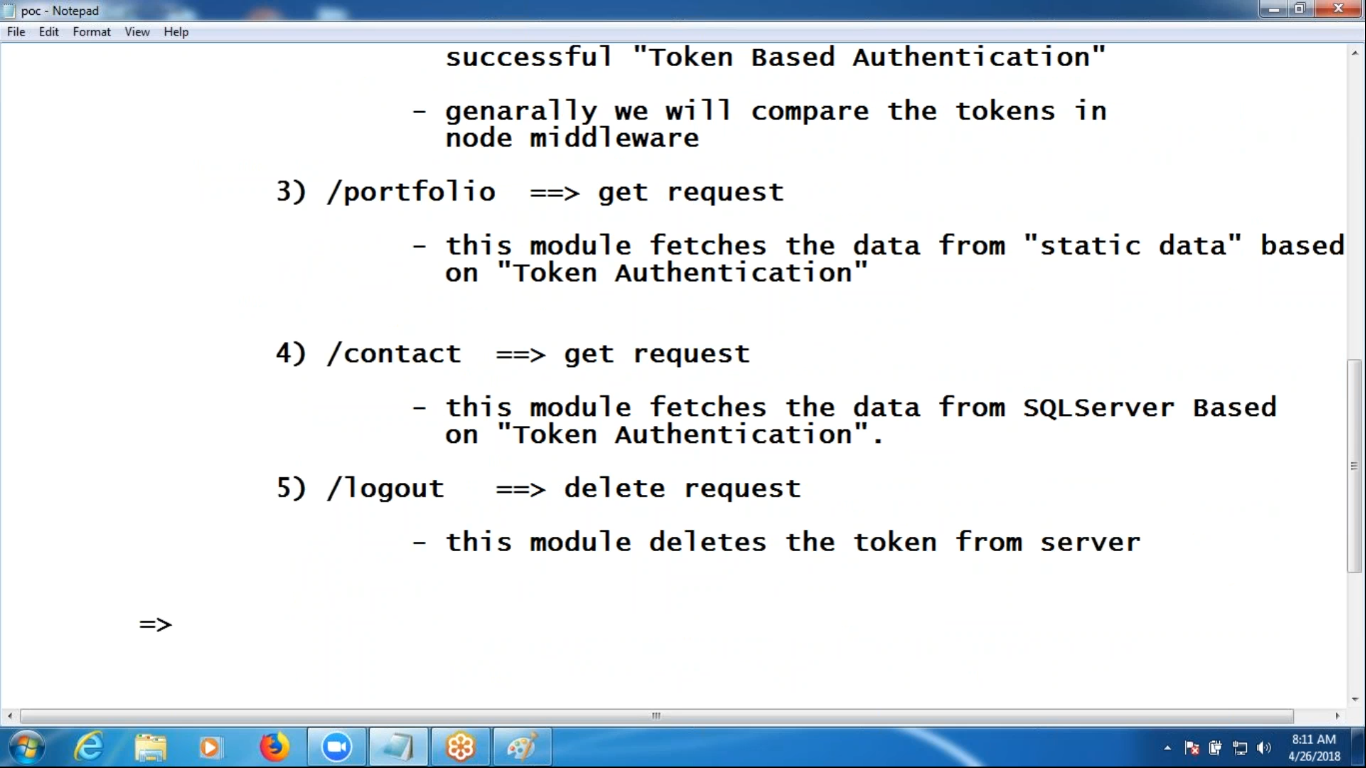 poc - Notepad
File Edit Format View Help
successful "Token Based Authentication"
- genarally we will compare the tokens in
node middleware
3) /portfolio ==> get request
- this module fetches the data from "static data" based
on "Token Authentication"
4) /contact ==> get request
- this module fetches the data from SQLServer Based
on "Token Authentication".
5) /logout ==> delete request
- this module deletes the token from server
=>
8:11 AM
4/26/2018